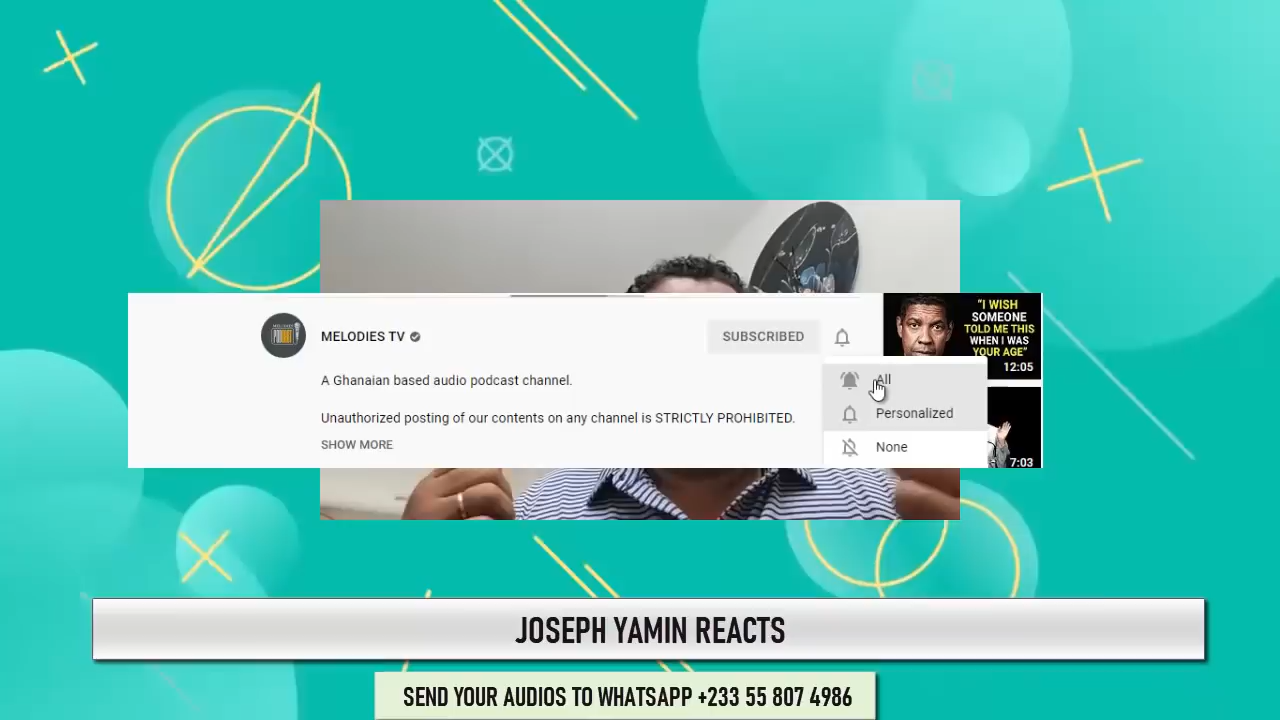 "I WISH
SOMEONE
TOLD ME THIS
WHEN I WAS
YOUR AGE"
12:05
MELODIES TV
SUBSCRIBED
A Ghanaian based audio podcast channel.
All
Unauthorized posting of our contents on any channel is STRICTLY PROHIBITED.
Personalized
SHOW MORE
None
7:03
JOSEPH YAMIN REACTS
SEND YOUR AUDIOS TO WHATSAPP +233 55 807 4986